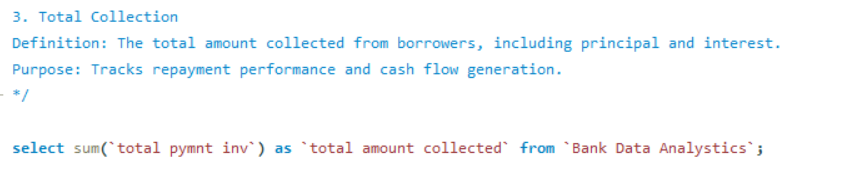 3. Total Collection
Definition: The total amount collected from borrowers, including principal and interest.
Purpose: Tracks repayment performance and cash flow generation.
*/
select sum(`total pymnt inv`) as `total amount collected` from `Bank Data Analystics`;